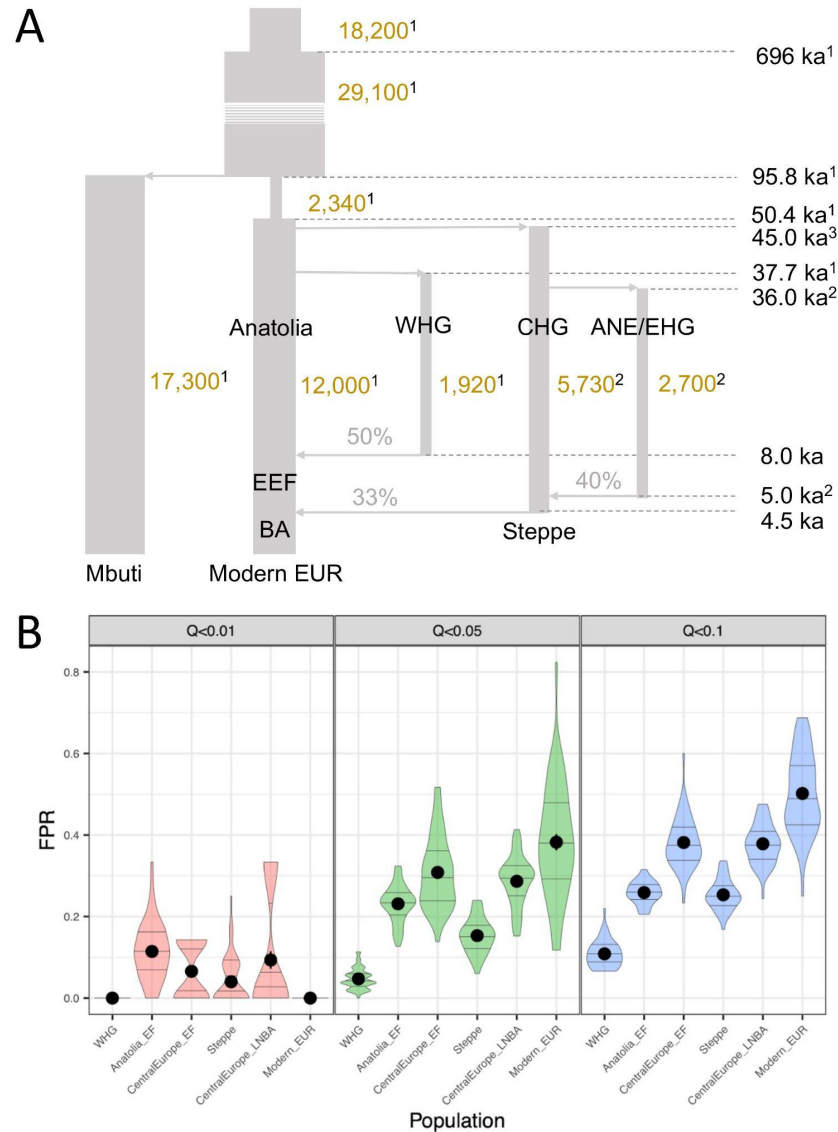 A
18,200¹
696 ka¹
29,100¹
95.8 ka¹
2,340¹
50.4 ka¹
45.0 ka³
37.7 ka¹
36.0 ka²
Anatolia WHG CHG ANE/EHG
17,300¹ 12,000¹ 1,920¹ 5,730² 2,700²
50%
8.0 ka
EEF 33% 40%
5.0 ka²
BA Steppe 4.5 ka
Mbuti Modern EUR
B
Q<0.01 Q<0.05 Q<0.1
0.8
0.6
0.4
0.2
0.0
FPR
WHG Anatolia_EF CentralEurope_EF Steppe CentralEurope_LNBA Modern_EUR
WHG Anatolia_EF CentralEurope_EF Steppe CentralEurope_LNBA Modern_EUR
WHG Anatolia_EF CentralEurope_EF Steppe CentralEurope_LNBA Modern_EUR
Population